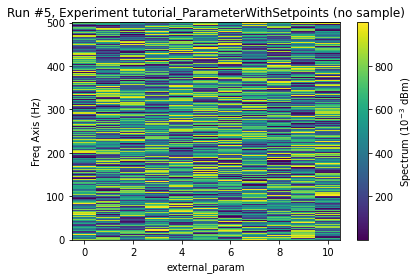 Run #5, Experiment tutorial_ParameterWithSetpoints (no sample)
500
400
300
200
100
0
Freq Axis (Hz)
0 2 4 6 8 10
external_param
800
600
400
200
Spectrum (10⁻³ dBm)